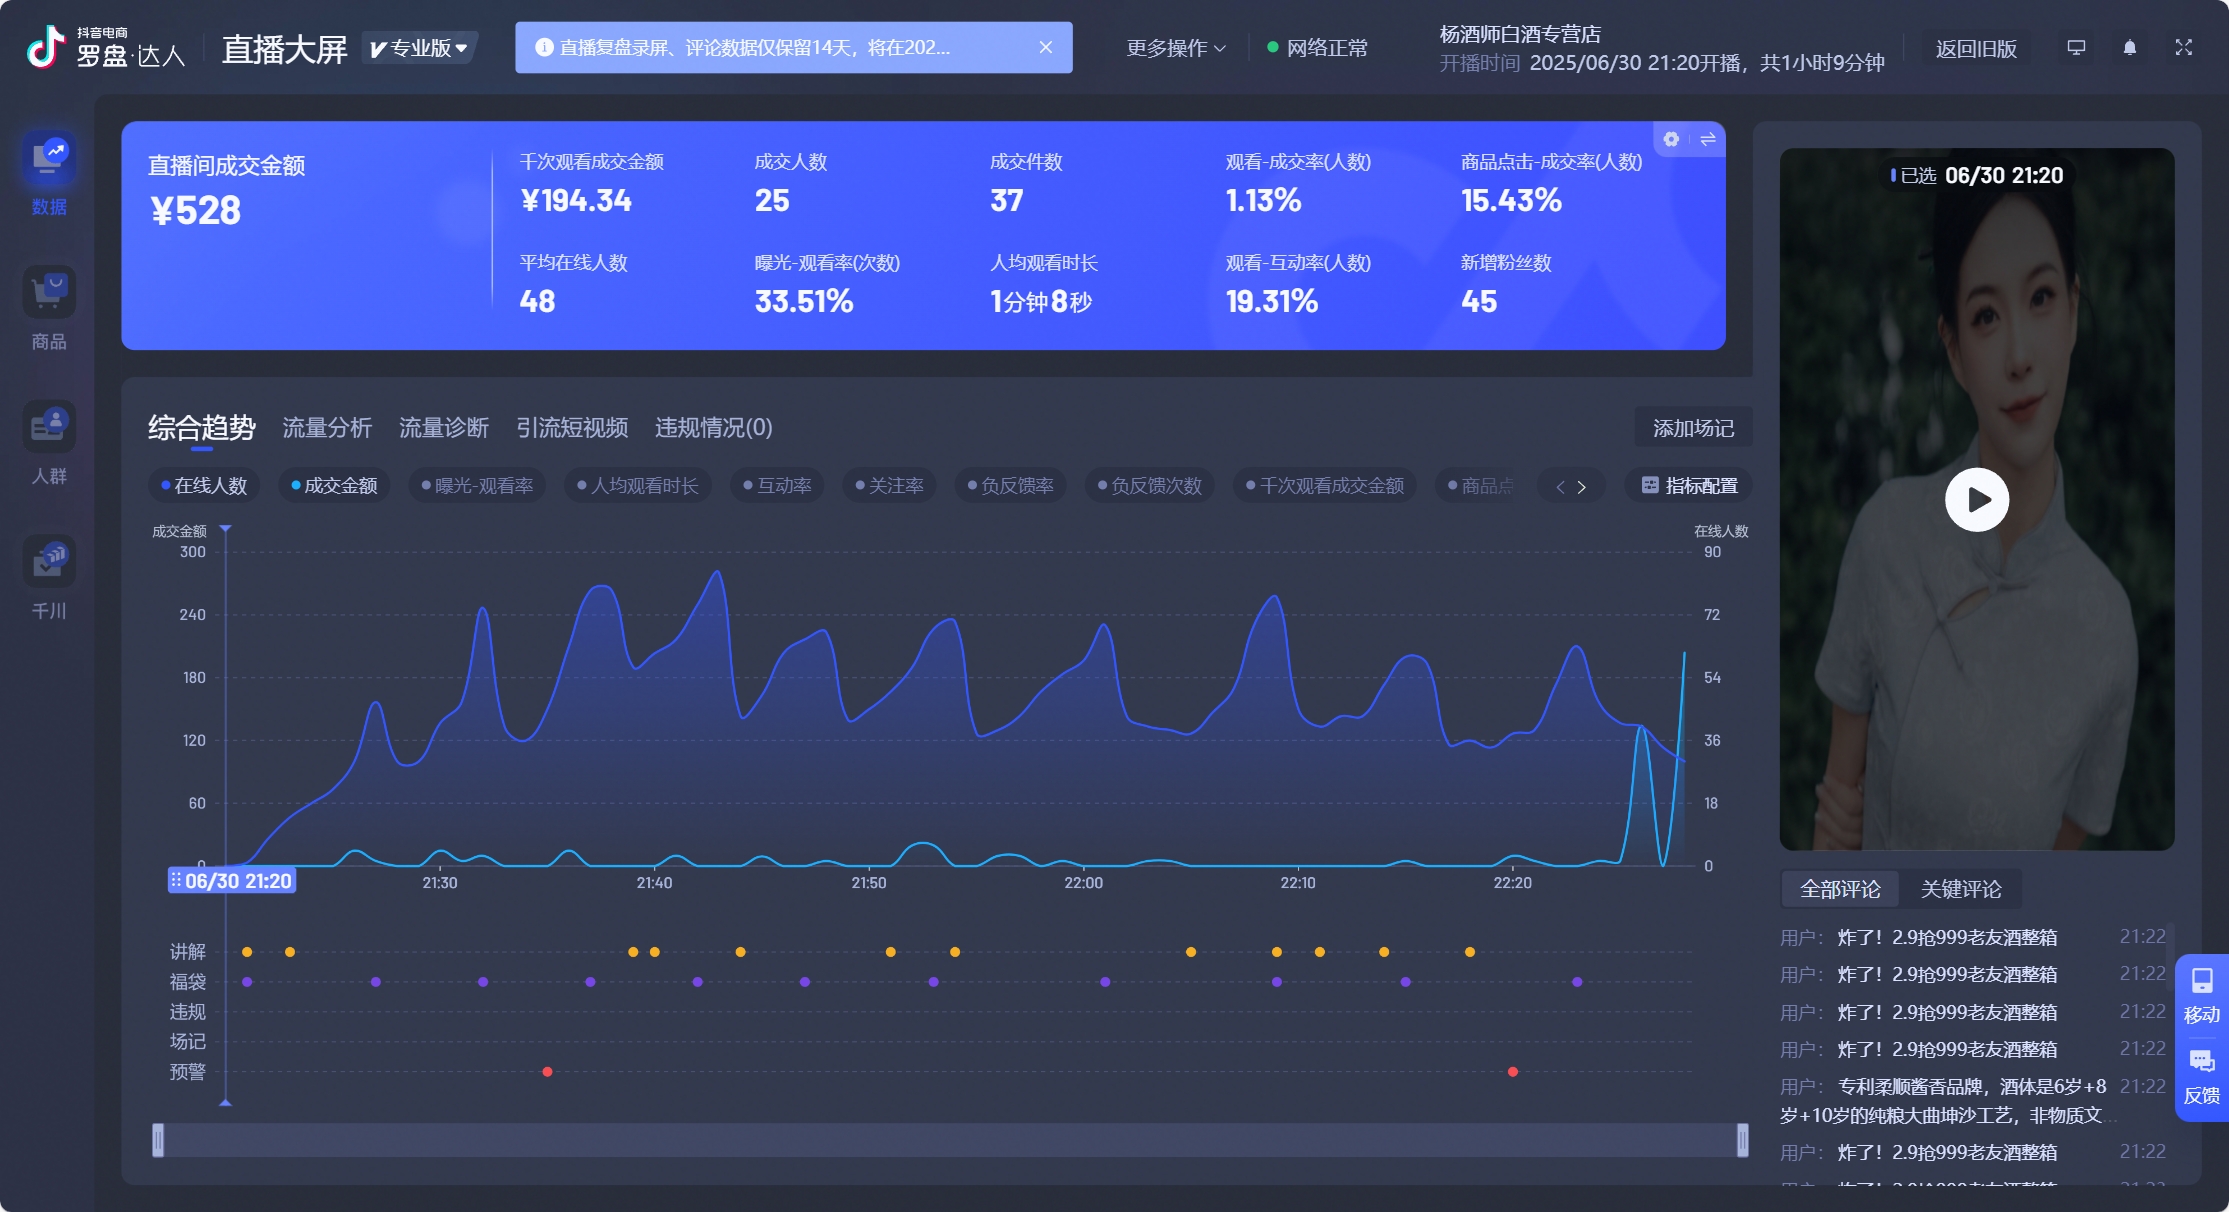 抖音电商
罗盘·达人
直播大屏
专业版
直播复盘录屏、评论数据仅保留14天，将在202...
更多操作
网络正常
杨酒师白酒专营店
开播时间 2025/06/30 21:20开播，共1小时9分钟
返回旧版
数据
商品
人群
千川
直播间成交金额
¥528
千次观看成交金额
¥194.34
成交人数
25
成交件数
37
观看-成交率(人数)
1.13%
商品点击-成交率(人数)
15.43%
平均在线人数
48
曝光-观看率(次数)
33.51%
人均观看时长
1分钟8秒
观看-互动率(人数)
19.31%
新增粉丝数
45
综合趋势 流量分析 流量诊断 引流短视频 违规情况(0)
添加场记
在线人数 成交金额 曝光-观看率 人均观看时长 互动率 关注率 负反馈率 负反馈次数 千次观看成交金额 商品点
指标配置
成交金额
300
240
180
120
60
0
在线人数
90
72
54
36
18
0
06/30 21:20 21:30 21:40 21:50 22:00 22:10 22:20
讲解
福袋
违规
场记
预警
已选 06/30 21:20
全部评论 关键评论
用户： 炸了！2.9抢999老友酒整箱 21:22
用户： 炸了！2.9抢999老友酒整箱 21:22
用户： 炸了！2.9抢999老友酒整箱 21:22
用户： 炸了！2.9抢999老友酒整箱 21:22
用户： 专利柔顺酱香品牌，酒体是6岁+8 21:22
岁+10岁的纯粮大曲坤沙工艺，非物质文...
用户： 炸了！2.9抢999老友酒整箱 21:22
移动
反馈